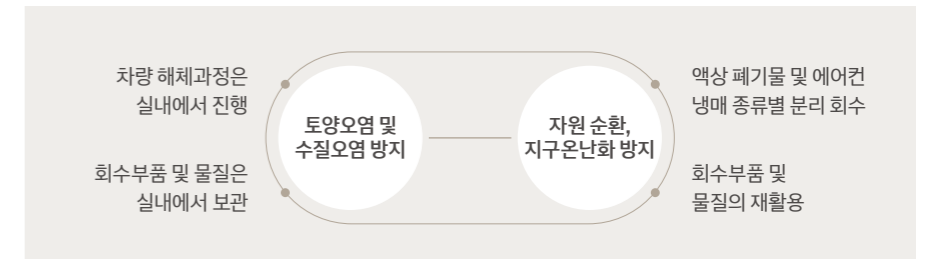 차량 해체과정은
실내에서 진행
회수부품 및 물질은
실내에서 보관
토양오염 및
수질오염 방지
자원 순환,
지구온난화 방지
액상 폐기물 및 에어컨
냉매 종류별 분리 회수
회수부품 및
물질의 재활용